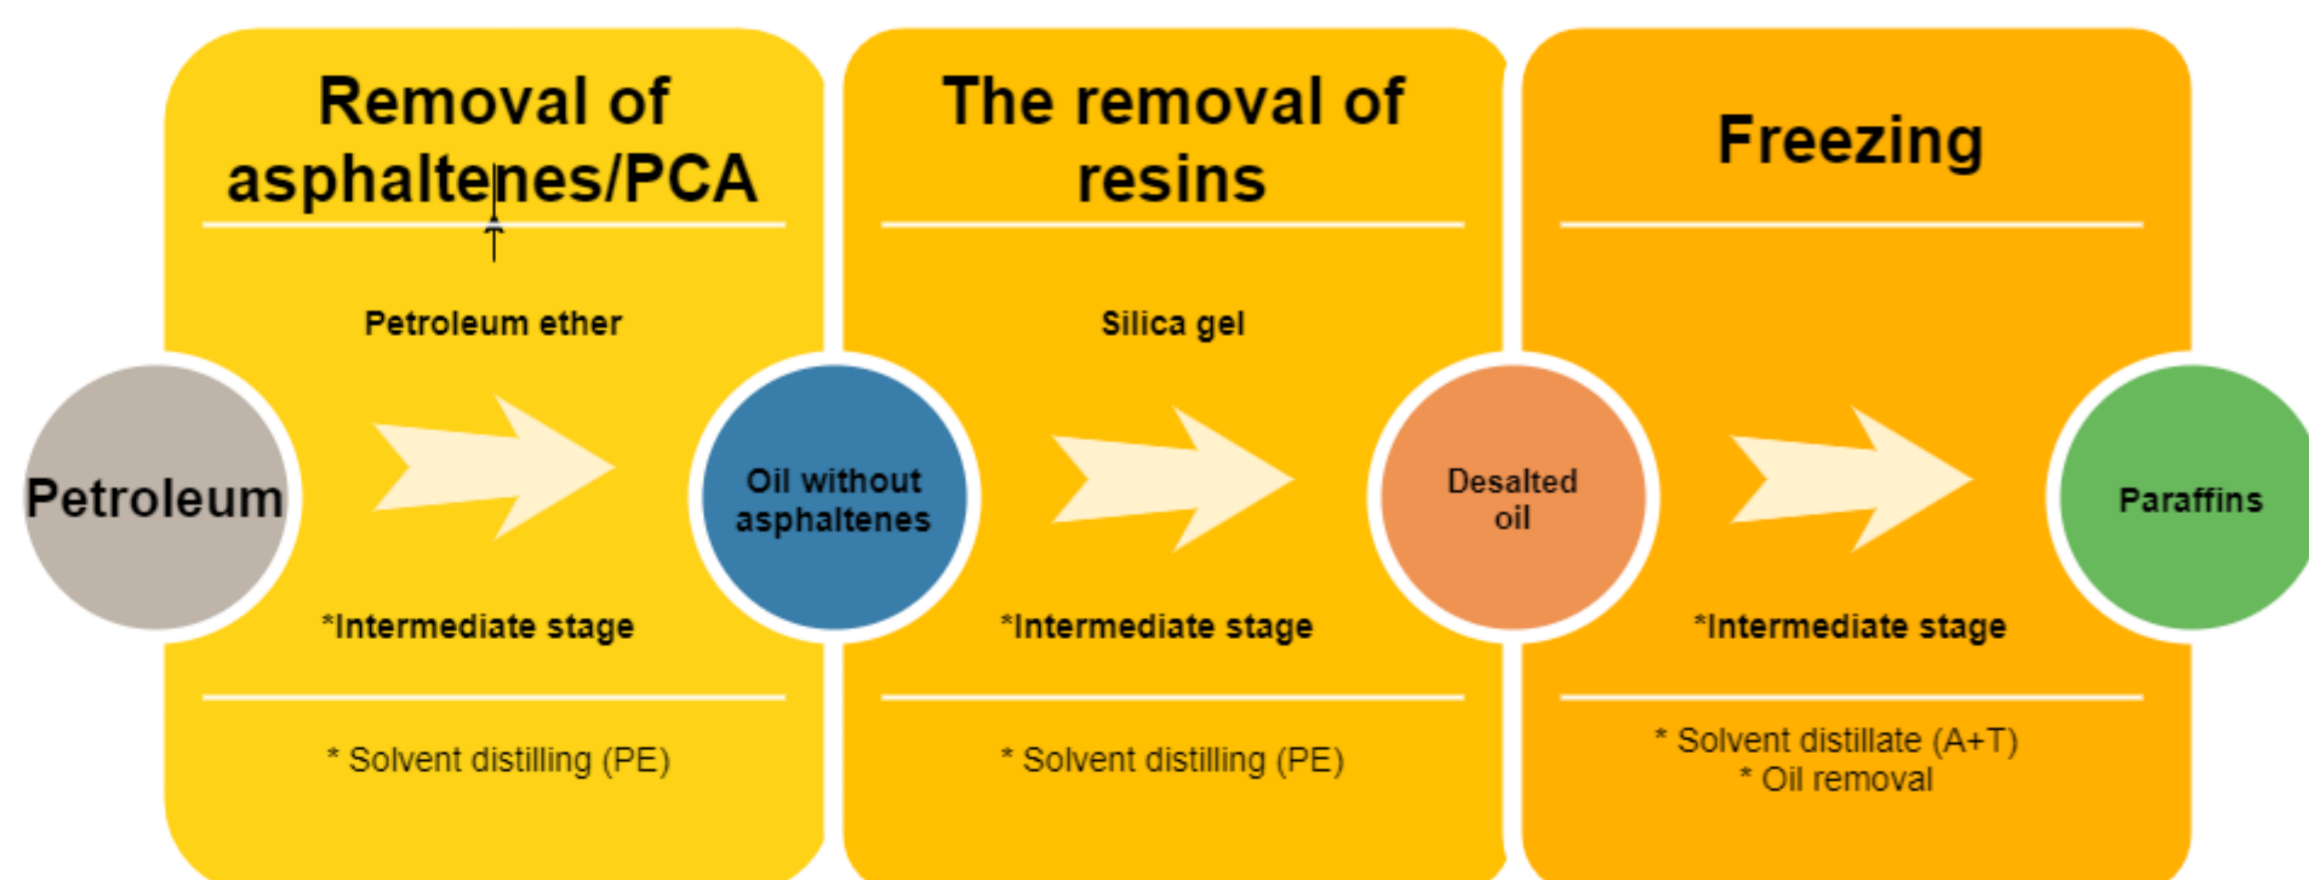 Removal of
asphaltenes/PCA
Petroleum ether
Petroleum
*Intermediate stage
* Solvent distilling (PE)
The removal of
resins
Silica gel
Oil without
asphaltenes
*Intermediate stage
* Solvent distilling (PE)
Freezing
Desalted
oil
*Intermediate stage
* Solvent distillate (A+T)
* Oil removal
Paraffins